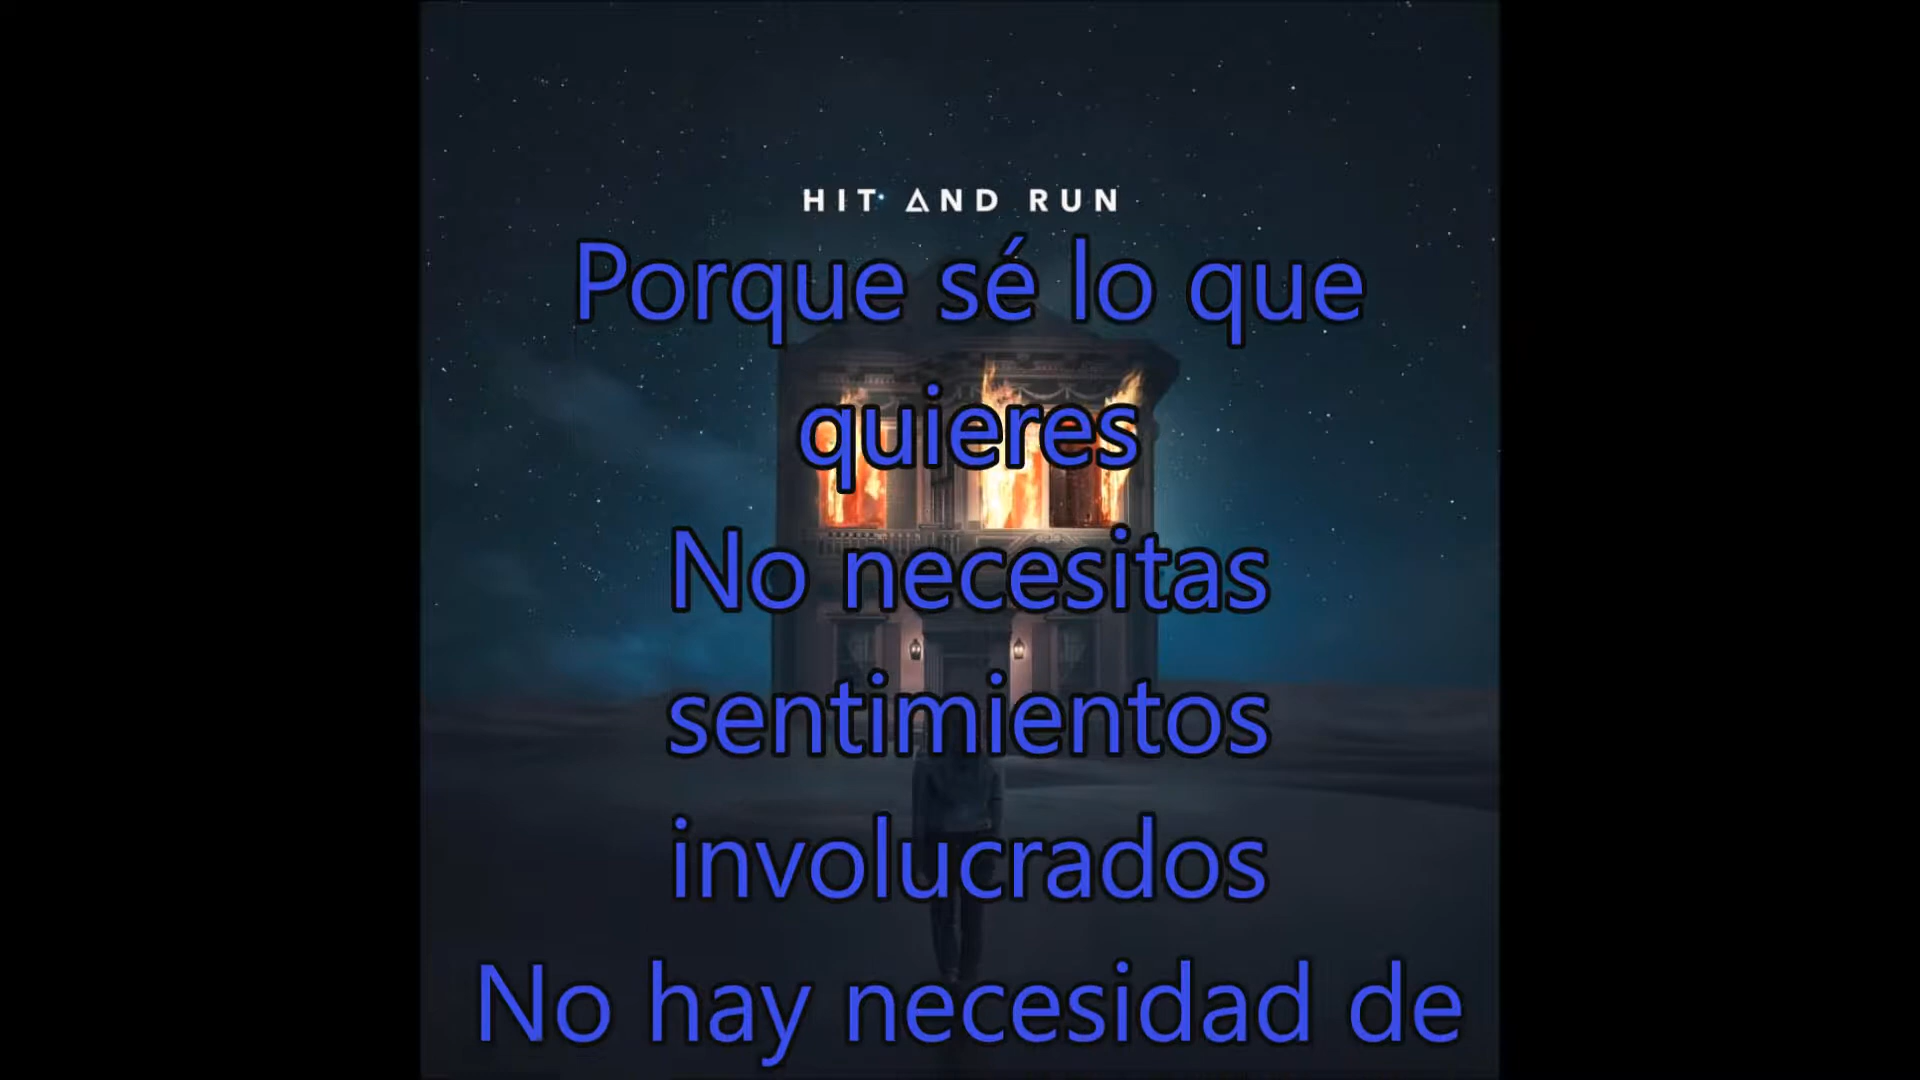 HIT AND RUN
Porque sé lo que
quieres
No necesitas
sentimientos
involucrados
No hay necesidad de